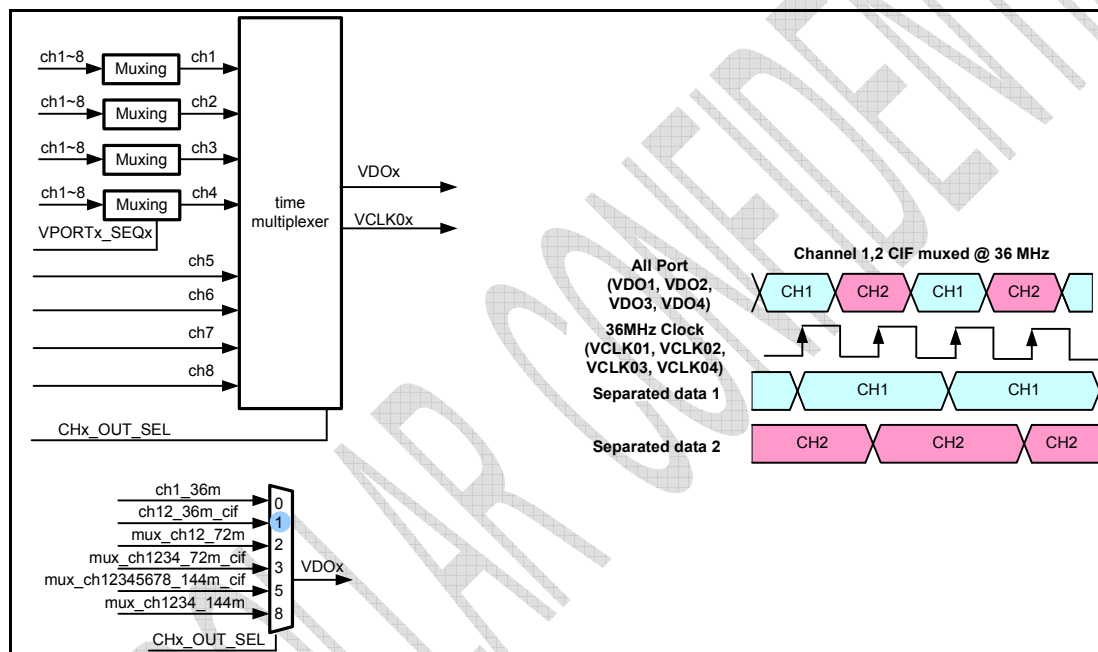 ch1~8 Muxing ch1
ch1~8 Muxing ch2
ch1~8 Muxing ch3
ch1~8 Muxing ch4
VPORTx_SEQx
ch5
ch6
ch7
ch8
time
multiplexer
VDOx
VCLK0x
CHx_OUT_SEL
Channel 1,2 CIF muxed @ 36 MHz
All Port
(VDO1, VDO2,
VDO3, VDO4)
CH1 CH2 CH1 CH2
36MHz Clock
(VCLK01, VCLK02,
VCLK03, VCLK04)
Separated data 1
CH1 CH1
Separated data 2
CH2 CH2 CH2
ch1_36m 0
ch12_36m_cif 1
mux_ch12_72m 2
mux_ch1234_72m_cif 3
mux_ch12345678_144m_cif 5
mux_ch1234_144m 8
VDOx
CHx_OUT_SEL